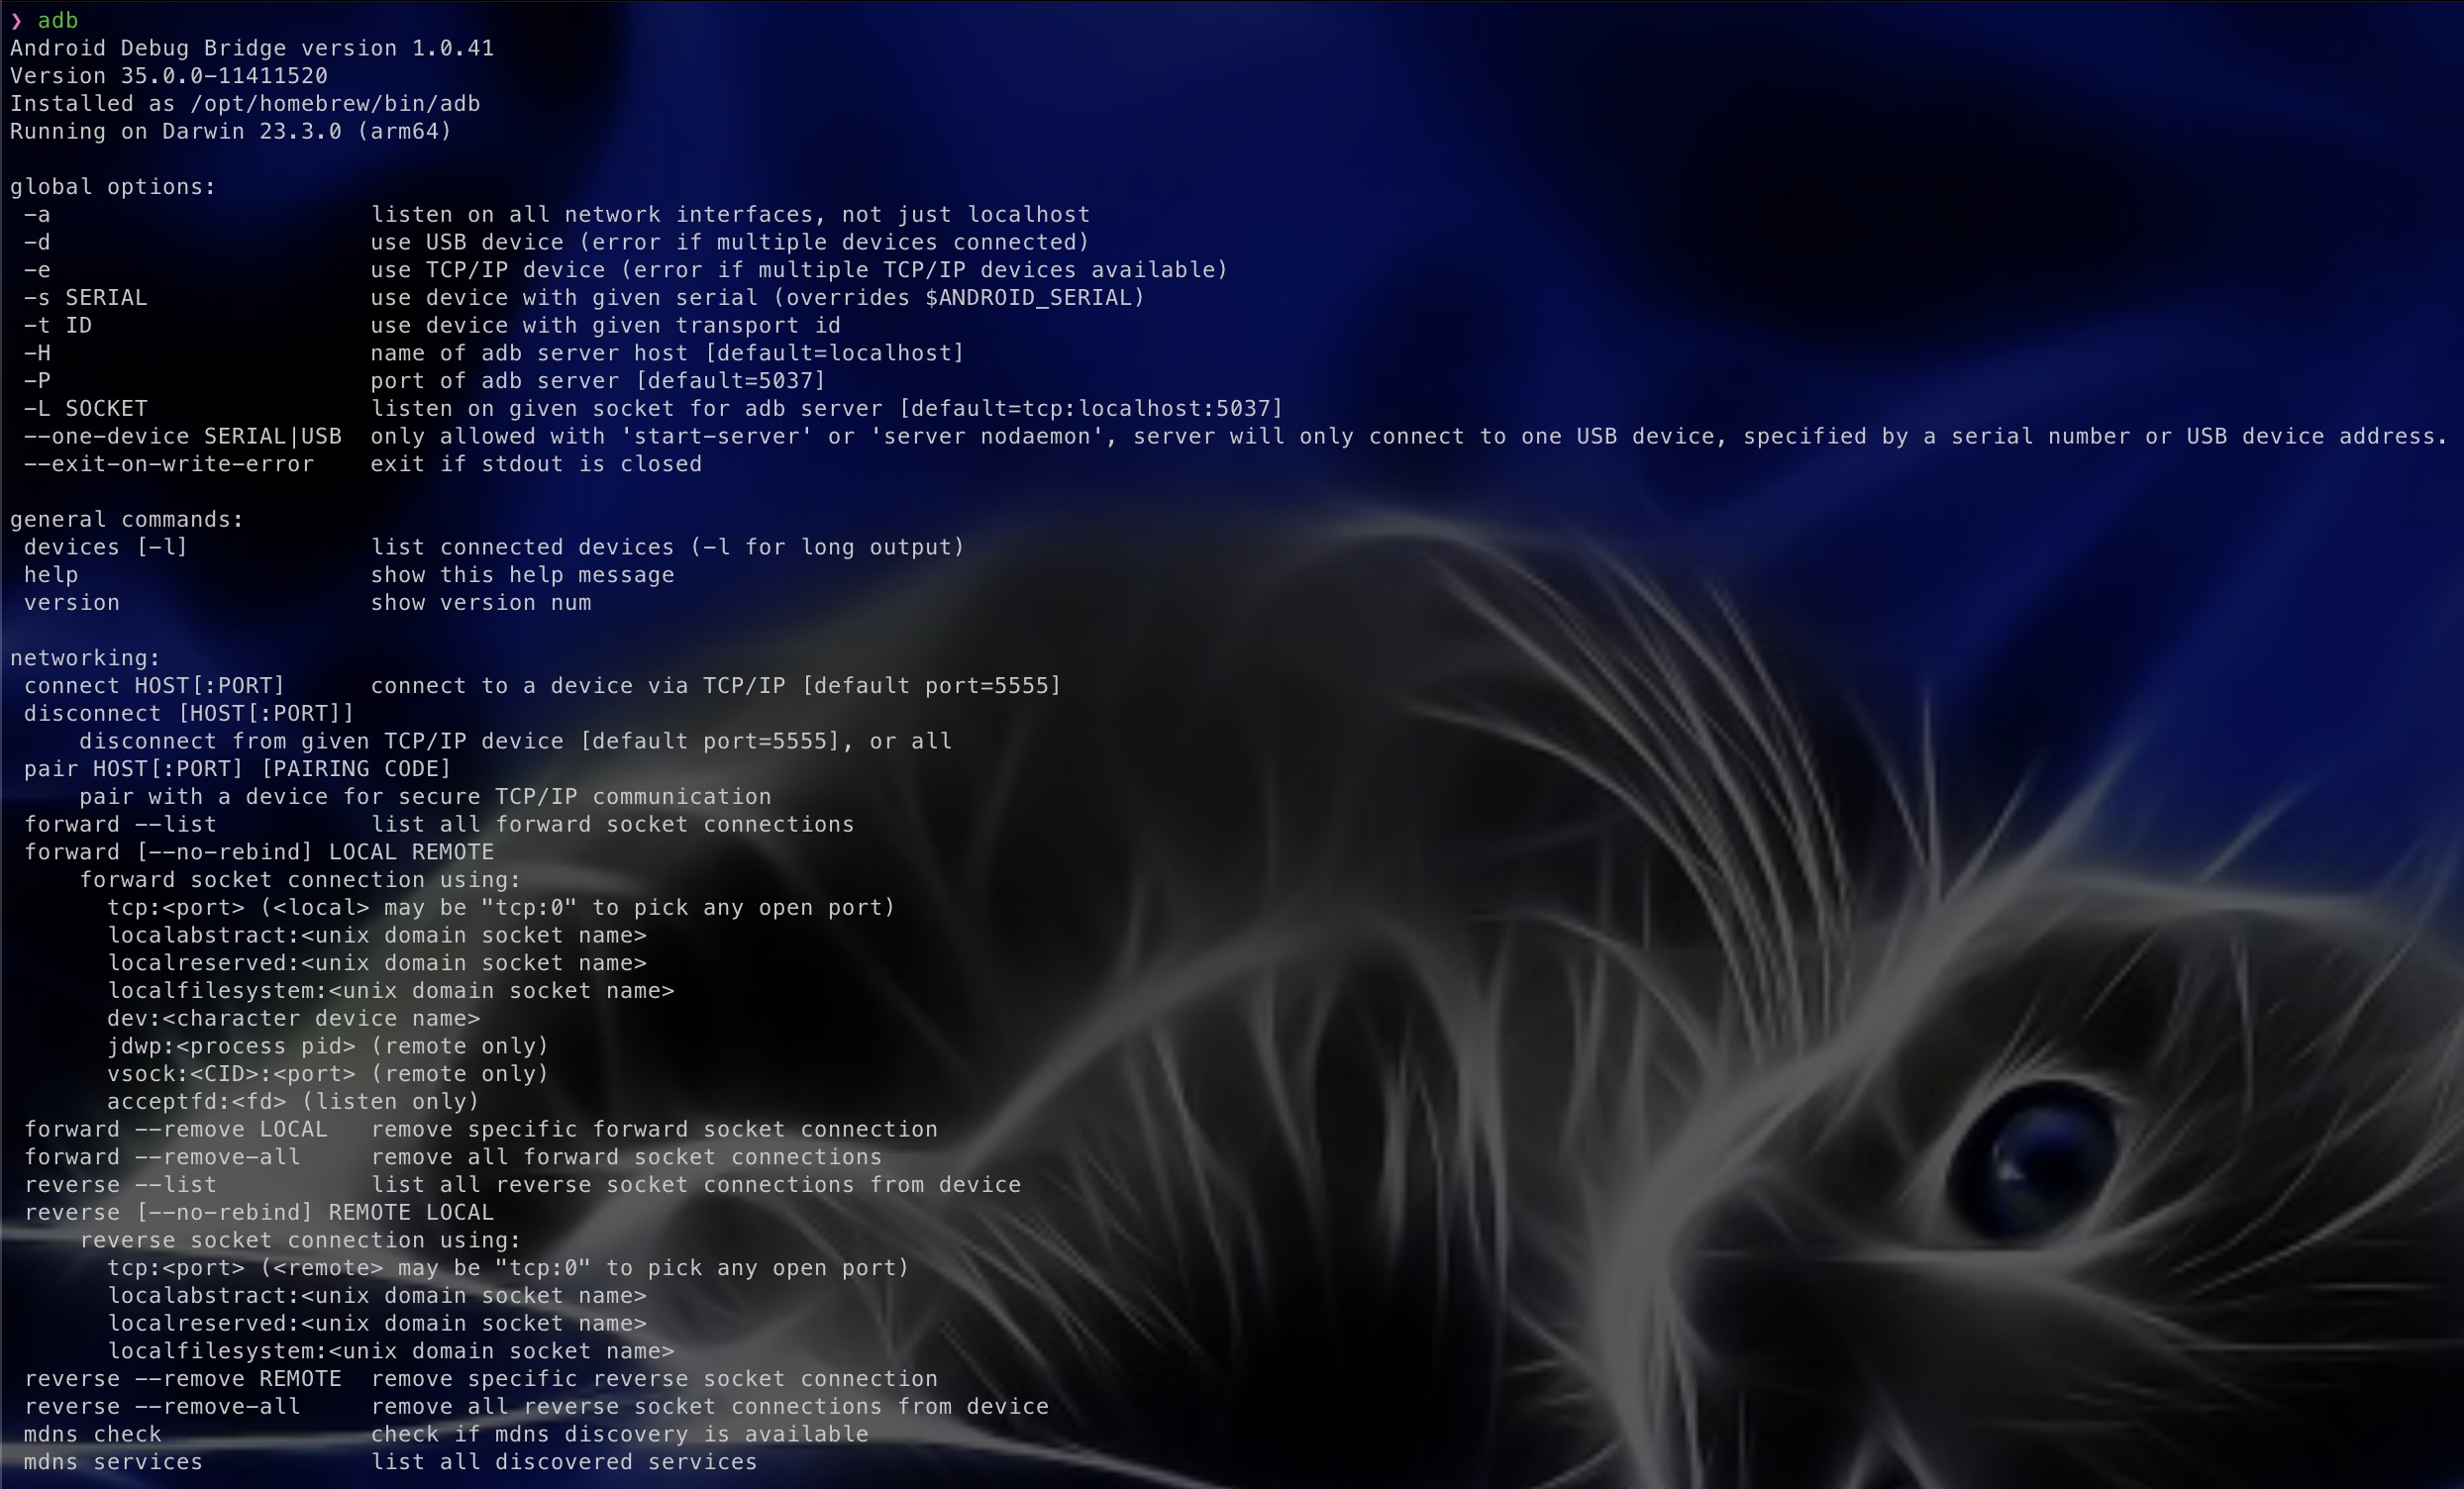 ❯ adb
Android Debug Bridge version 1.0.41
Version 35.0.0-11411520
Installed as /opt/homebrew/bin/adb
Running on Darwin 23.3.0 (arm64)

global options:
 -a                       listen on all network interfaces, not just localhost
 -d                       use USB device (error if multiple devices connected)
 -e                       use TCP/IP device (error if multiple TCP/IP devices available)
 -s SERIAL                use device with given serial (overrides $ANDROID_SERIAL)
 -t ID                    use device with given transport id
 -H                       name of adb server host [default=localhost]
 -P                       port of adb server [default=5037]
 -L SOCKET                listen on given socket for adb server [default=tcp:localhost:5037]
 --one-device SERIAL|USB  only allowed with 'start-server' or 'server nodaemon', server will only connect to one USB device, specified by a serial number or USB device address.
 --exit-on-write-error    exit if stdout is closed

general commands:
 devices [-l]             list connected devices (-l for long output)
 help                     show this help message
 version                  show version num

networking:
 connect HOST[:PORT]      connect to a device via TCP/IP [default port=5555]
 disconnect [HOST[:PORT]]
     disconnect from given TCP/IP device [default port=5555], or all
 pair HOST[:PORT] [PAIRING CODE]
     pair with a device for secure TCP/IP communication
 forward --list           list all forward socket connections
 forward [--no-rebind] LOCAL REMOTE
     forward socket connection using:
       tcp:<port> (<local> may be "tcp:0" to pick any open port)
       localabstract:<unix domain socket name>
       localreserved:<unix domain socket name>
       localfilesystem:<unix domain socket name>
       dev:<character device name>
       jdwp:<process pid> (remote only)
       vsock:<CID>:<port> (remote only)
       acceptfd:<fd> (listen only)
 forward --remove LOCAL   remove specific forward socket connection
 forward --remove-all     remove all forward socket connections
 reverse --list           list all reverse socket connections from device
 reverse [--no-rebind] REMOTE LOCAL
     reverse socket connection using:
       tcp:<port> (<remote> may be "tcp:0" to pick any open port)
       localabstract:<unix domain socket name>
       localreserved:<unix domain socket name>
       localfilesystem:<unix domain socket name>
 reverse --remove REMOTE  remove specific reverse socket connection
 reverse --remove-all     remove all reverse socket connections from device
 mdns check               check if mdns discovery is available
 mdns services            list all discovered services